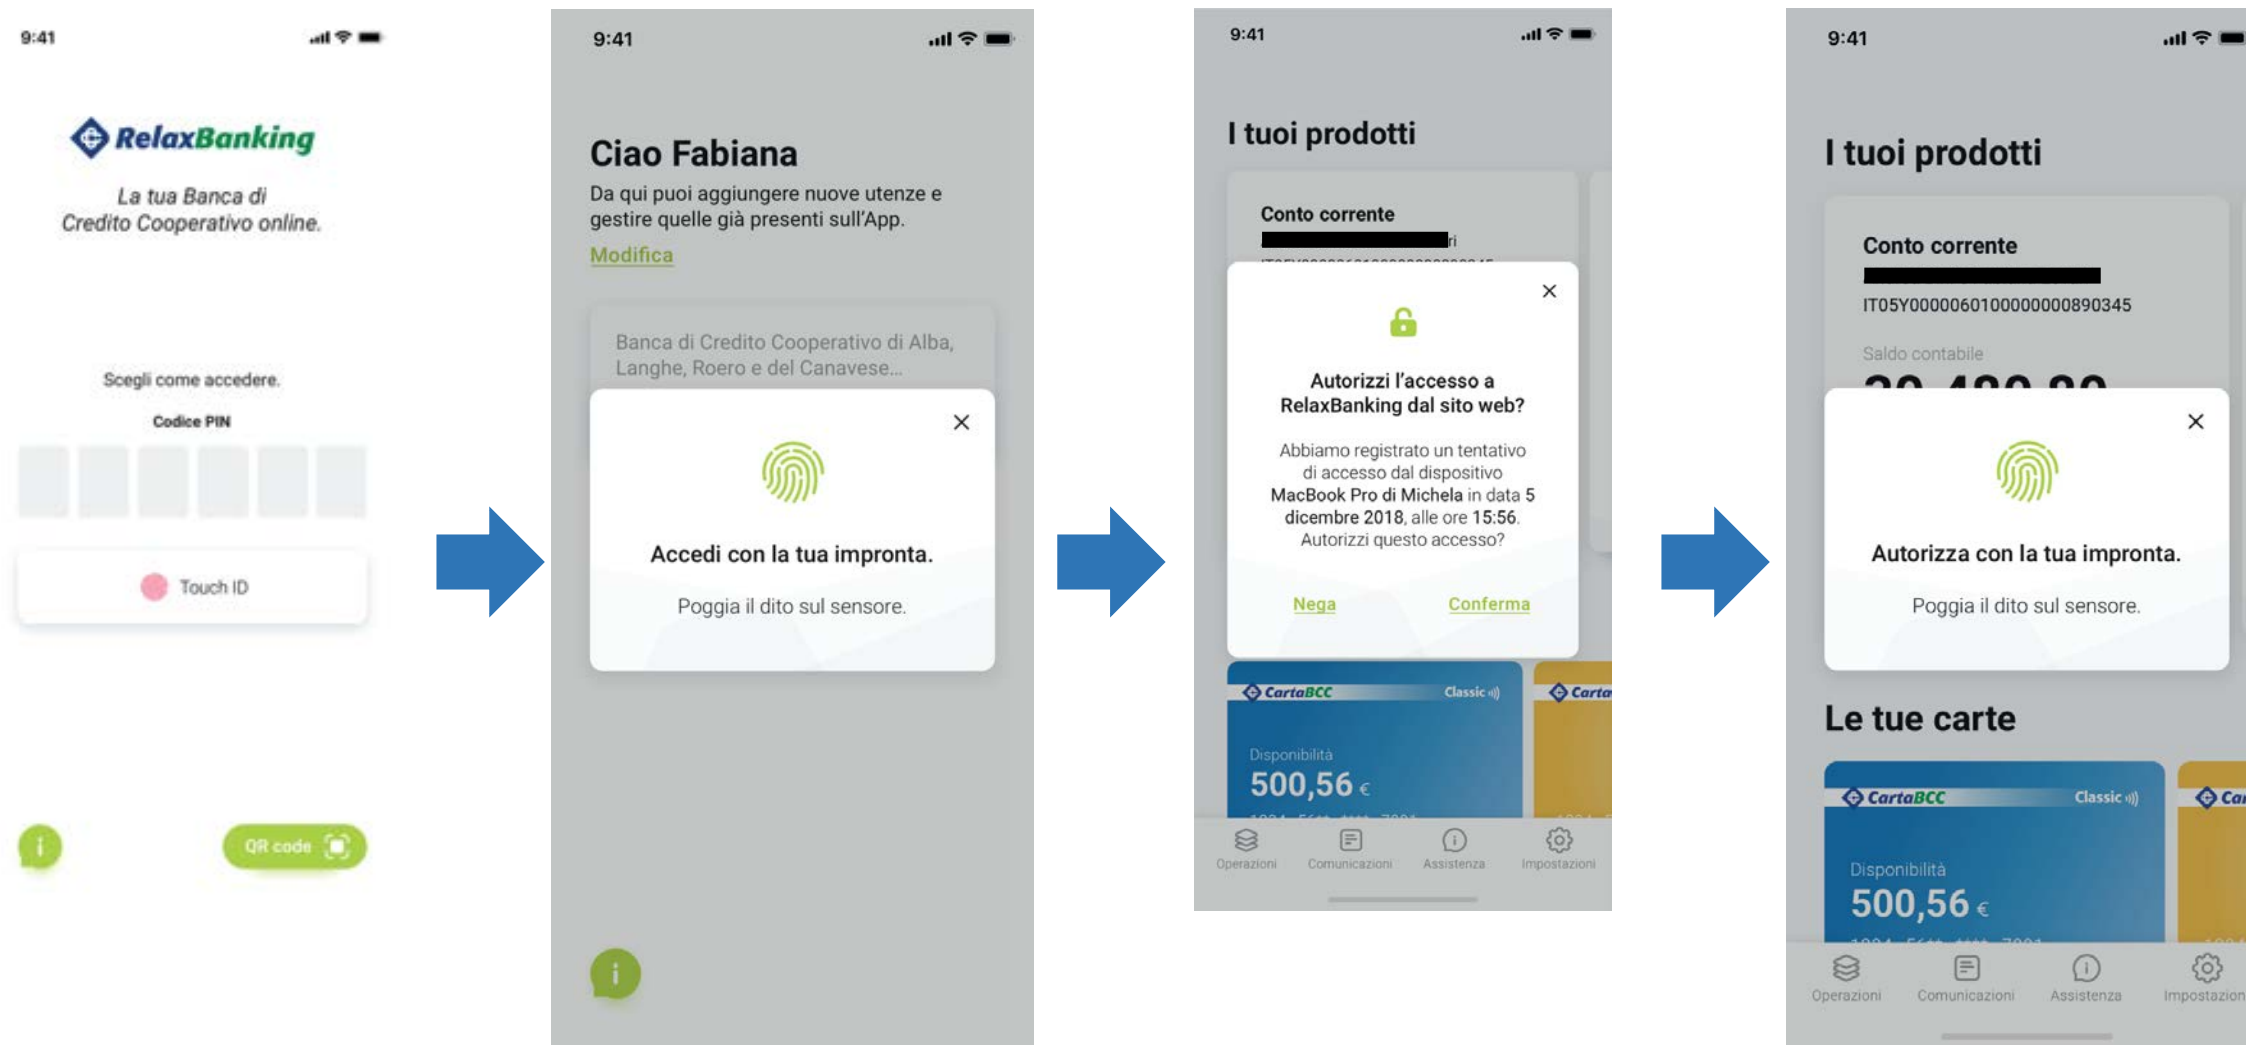 9:41
RelaxBanking
La tua Banca di
Credito Cooperativo online.
Scegli come accedere.
Codice PIN
Touch ID
i
QR code
9:41
Ciao Fabiana
Da qui puoi aggiungere nuove utenze e
gestire quelle già presenti sull'App.
Modifica
Banca di Credito Cooperativo di Alba,
Langhe, Roero e del Canavese...
Accedi con la tua impronta.
Poggia il dito sul sensore.
i
9:41
I tuoi prodotti
Conto corrente
ri
Autorizzi l'accesso a
RelaxBanking dal sito web?
Abbiamo registrato un tentativo
di accesso dal dispositivo
MacBook Pro di Michela in data 5
dicembre 2018, alle ore 15:56.
Autorizzi questo accesso?
Nega Conferma
CartaBCC Classic
Carta
Disponibilità
500,56 €
Operazioni Comunicazioni Assistenza Impostazioni
9:41
I tuoi prodotti
Conto corrente
IT05Y0000060100000000890345
Saldo contabile
Autorizza con la tua impronta.
Poggia il dito sul sensore.
Le tue carte
CartaBCC Classic
Car
Disponibilità
500,56 €
Operazioni Comunicazioni Assistenza Impostazion